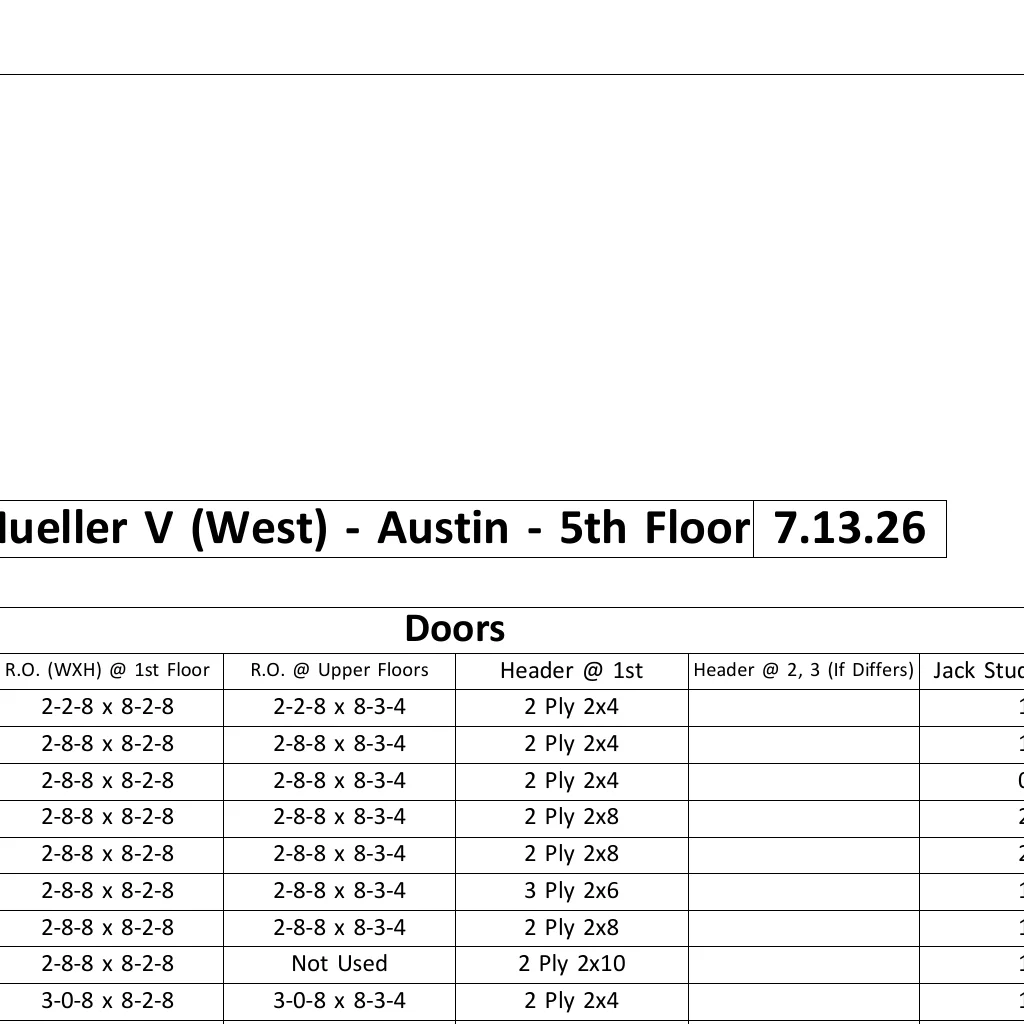 V (West) - Austin - 5th Floor 7.13.26
Doors
R.O. (WXH) @ 1st Floor R.O. @ Upper Floors Header @ 1st Header @ 2, 3 (If Differs) Jack
2-2-8 x 8-2-8 2-2-8 x 8-3-4 2 Ply 2x4
2-8-8 x 8-2-8 2-8-8 x 8-3-4 2 Ply 2x4
2-8-8 x 8-2-8 2-8-8 x 8-3-4 2 Ply 2x4
2-8-8 x 8-2-8 2-8-8 x 8-3-4 2 Ply 2x8
2-8-8 x 8-2-8 2-8-8 x 8-3-4 2 Ply 2x8
2-8-8 x 8-2-8 2-8-8 x 8-3-4 3 Ply 2x6
2-8-8 x 8-2-8 2-8-8 x 8-3-4 2 Ply 2x8
2-8-8 x 8-2-8 Not Used 2 Ply 2x10
3-0-8 x 8-2-8 3-0-8 x 8-3-4 2 Ply 2x4